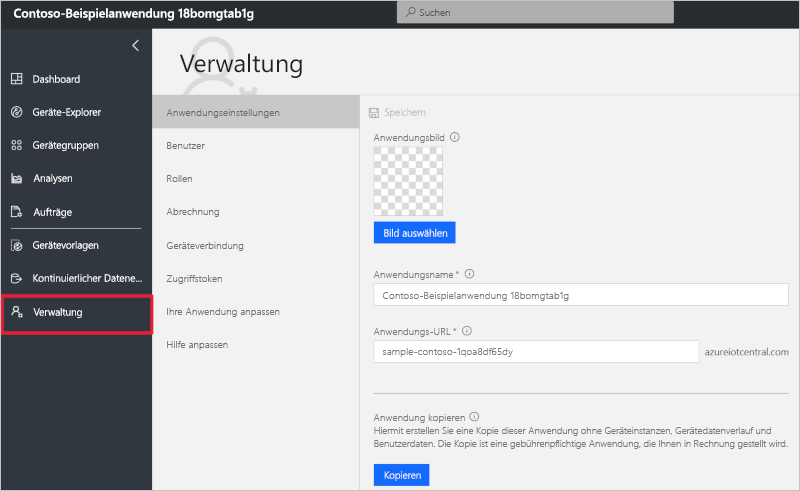 Contoso-Beispielanwendung 18bomgtab1g
Suchen
Dashboard
Geräte-Explorer
Gerätegruppen
Analysen
Aufträge
Gerätevorlagen
Kontinuierlicher Datene...
Verwaltung
Verwaltung
Anwendungseinstellungen
Benutzer
Rollen
Abrechnung
Geräteverbindung
Zugriffstoken
Ihre Anwendung anpassen
Hilfe anpassen
Speichern
Anwendungsbild
Bild auswählen
Anwendungsname *
Contoso-Beispielanwendung 18bomgtab1g
Anwendungs-URL *
sample-contoso-1qoa8df65dy
azureiotcentral.com
Anwendung kopieren
Hiermit erstellen Sie eine Kopie dieser Anwendung ohne Geräteinstanzen, Gerätedatenverlauf und
Benutzerdaten. Die Kopie ist eine gebührenpflichtige Anwendung, die Ihnen in Rechnung gestellt wird.
Kopieren